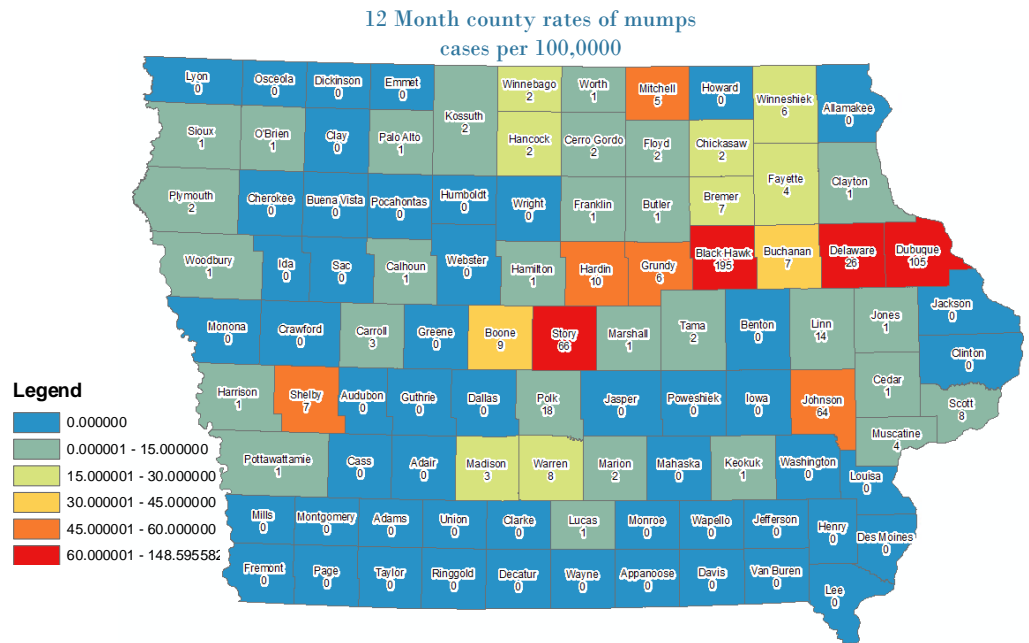 12 Month county rates of mumps
cases per 100,0000
Lyon
0
Osceola
0
Dickinson
0
Emmet
0
Kossuth
2
Winnebago
2
Worth
1
Mitchell
5
Howard
0
Winneshiek
6
Allamakee
0
Sioux
1
O'Brien
1
Clay
0
Palo Alto
1
Hancock
2
Cerro Gordo
2
Floyd
2
Chickasaw
2
Fayette
4
Clayton
1
Plymouth
2
Cherokee
0
Buena Vista
0
Pocahontas
0
Humboldt
0
Wright
0
Franklin
1
Butler
1
Bremer
7
Woodbury
1
Ida
0
Sac
0
Calhoun
1
Webster
0
Hamilton
1
Hardin
10
Grundy
6
Black Hawk
195
Buchanan
7
Delaware
26
Dubuque
105
Monona
0
Crawford
0
Carroll
3
Greene
0
Boone
9
Story
66
Marshall
1
Tama
2
Benton
0
Linn
14
Jones
1
Jackson
0
Clinton
0
Harrison
1
Shelby
7
Audubon
0
Guthrie
0
Dallas
0
Polk
18
Jasper
0
Poweshiek
0
Iowa
0
Johnson
64
Cedar
1
Scott
8
Muscatine
4
Pottawattamie
1
Cass
0
Adair
0
Madison
3
Warren
8
Marion
2
Mahaska
0
Keokuk
1
Washington
0
Louisa
0
Mills
0
Montgomery
0
Adams
0
Union
0
Clarke
0
Lucas
1
Monroe
0
Wapello
0
Jefferson
0
Henry
0
Des Moines
0
Fremont
0
Page
0
Taylor
0
Ringgold
0
Decatur
0
Wayne
0
Appanoose
0
Davis
0
Van Buren
0
Lee
0
Legend
0.000000
0.000001 - 15.000000
15.000001 - 30.000000
30.000001 - 45.000000
45.000001 - 60.000000
60.000001 - 148.595582